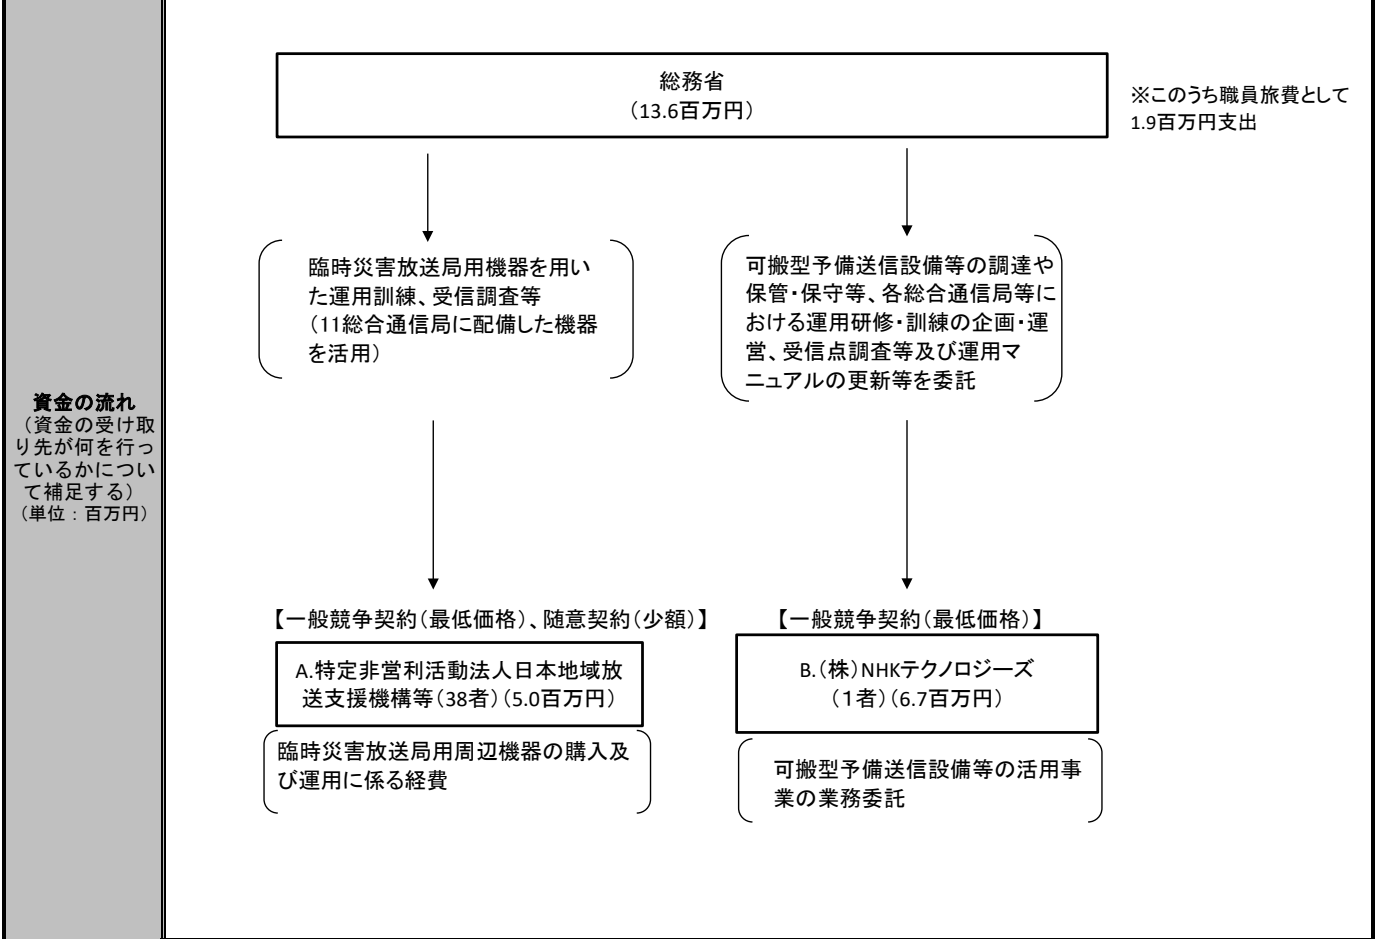 資金の流れ
（資金の受け取
り先が何を行っ
ているかについ
て補足する）
（単位：百万円）
総務省
（13.6百万円）
※このうち職員旅費として
1.9百万円支出
臨時災害放送局用機器を用い
た運用訓練、受信調査等
（11総合通信局に配備した機器
を活用）
可搬型予備送信設備等の調達や
保管・保守等、各総合通信局等に
おける運用研修・訓練の企画・運
営、受信点調査等及び運用マ
ニュアルの更新等を委託
【一般競争契約（最低価格）、随意契約（少額）】
A.特定非営利活動法人日本地域放
送支援機構等（38者）（5.0百万円）
臨時災害放送局用周辺機器の購入及
び運用に係る経費
【一般競争契約（最低価格）】
B.（株）NHKテクノロジーズ
（１者）（6.7百万円）
可搬型予備送信設備等の活用事
業の業務委託